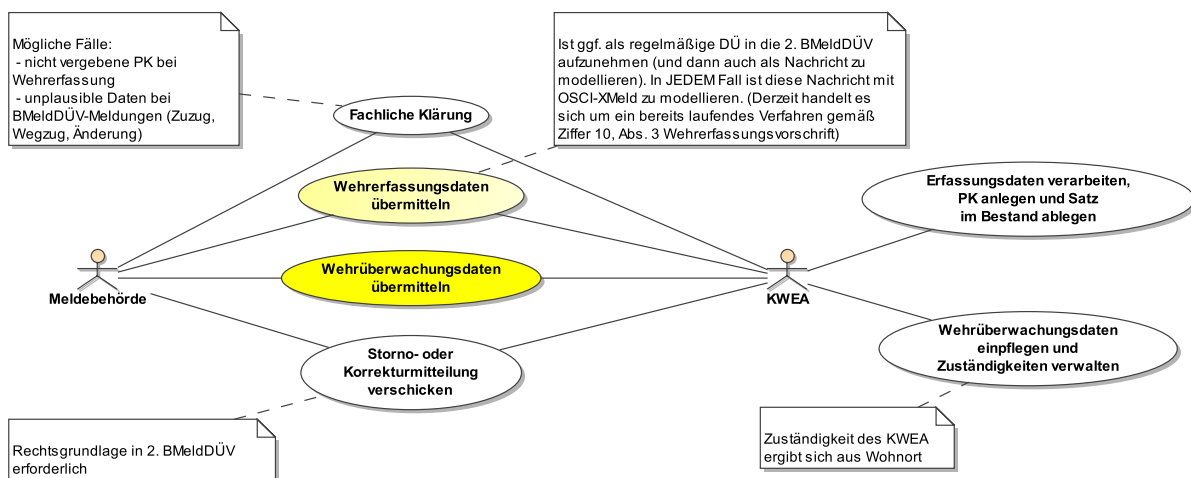 Mögliche Fälle:
- nicht vergebene PK bei
Wehrerfassung
- unplausible Daten bei
BMeldDÜV-Meldungen (Zuzug,
Wegzug, Änderung)
Ist ggf. als regelmäßige DÜ in die 2. BMeldDÜV
aufzunehmen (und dann auch als Nachricht zu
modellieren). In JEDEM Fall ist diese Nachricht mit
OSCI-XMeld zu modellieren. (Derzeit handelt es
sich um ein bereits laufendes Verfahren gemäß
Ziffer 10, Abs. 3 Wehrerfassungsvorschrift)
Fachliche Klärung
Wehrerfassungsdaten
übermitteln
Erfassungsdaten verarbeiten,
PK anlegen und Satz
im Bestand ablegen
Wehrüberwachungsdaten
übermitteln
Meldebehörde
KWEA
Storno- oder
Korrekturmitteilung
verschicken
Wehrüberwachungsdaten
einpflegen und
Zuständigkeiten verwalten
Rechtsgrundlage in 2. BMeldDÜV
erforderlich
Zuständigkeit des KWEA
ergibt sich aus Wohnort